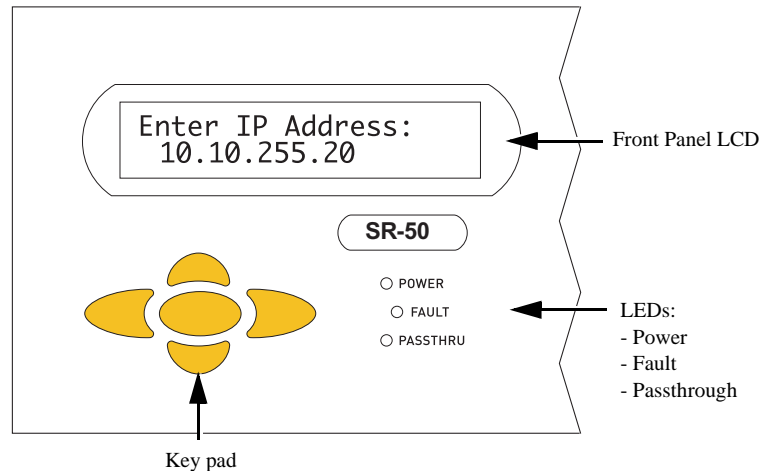 Enter IP Address:
10.10.255.20
Front Panel LCD
SR-50
POWER
FAULT
PASSTHRU
LEDs:
- Power
- Fault
- Passthrough
Key pad